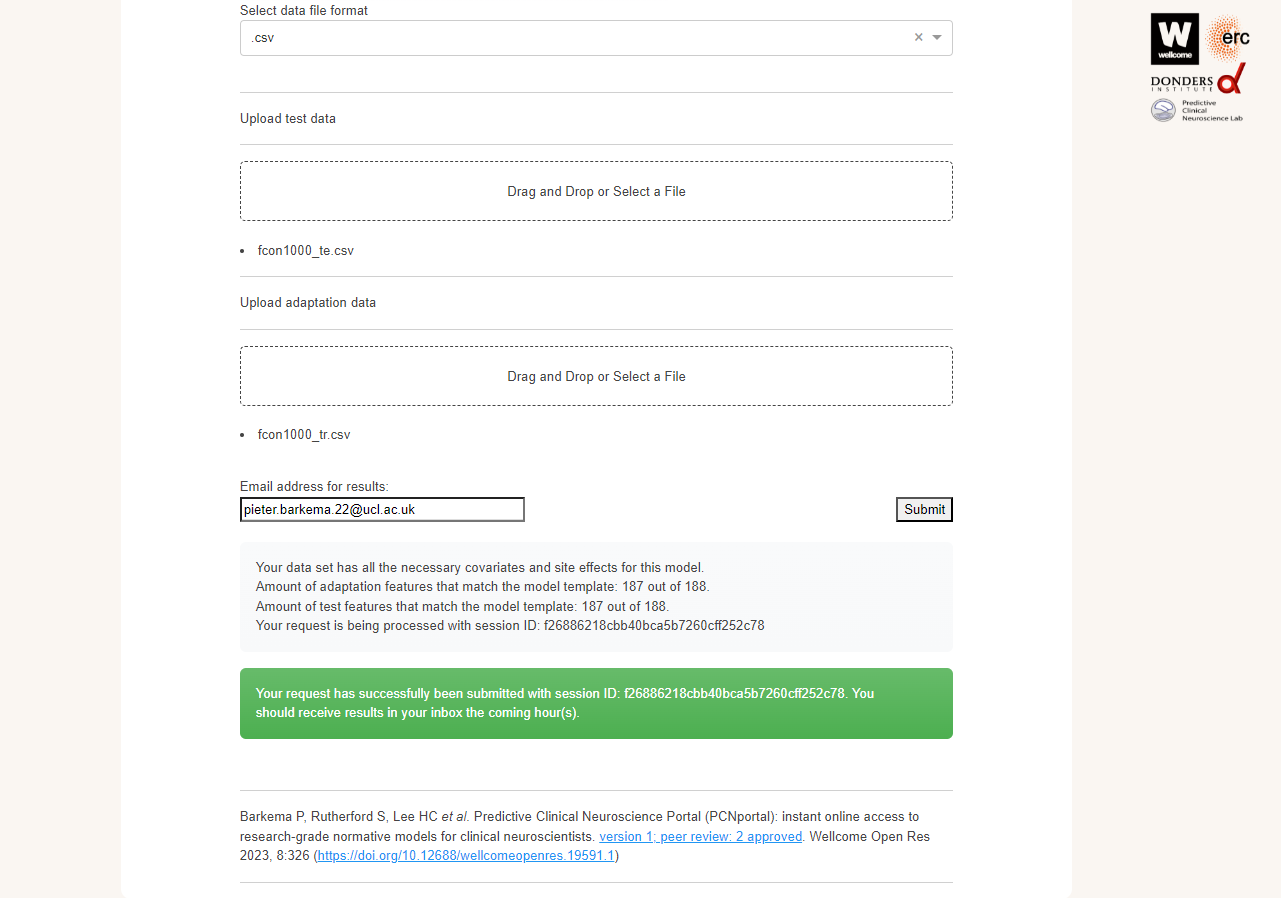 Select data file format
.csv
W
wellcome
erc
DONDERS
INSTITUTE
Predictive
Clinical
Neuroscience Lab
Upload test data
Drag and Drop or Select a File
fcon1000_te.csv
Upload adaptation data
Drag and Drop or Select a File
fcon1000_tr.csv
Email address for results:
pieter.barkema.22@ucl.ac.uk
Submit
Your data set has all the necessary covariates and site effects for this model.
Amount of adaptation features that match the model template: 187 out of 188.
Amount of test features that match the model template: 187 out of 188.
Your request is being processed with session ID: f26886218cbb40bca5b7260cff252c78
Your request has successfully been submitted with session ID: f26886218cbb40bca5b7260cff252c78. You
should receive results in your inbox the coming hour(s).
Barkema P, Rutherford S, Lee HC et al. Predictive Clinical Neuroscience Portal (PCNportal): instant online access to
research-grade normative models for clinical neuroscientists. version 1; peer review: 2 approved. Wellcome Open Res
2023, 8:326 (https://doi.org/10.12688/wellcomeopenres.19591.1)